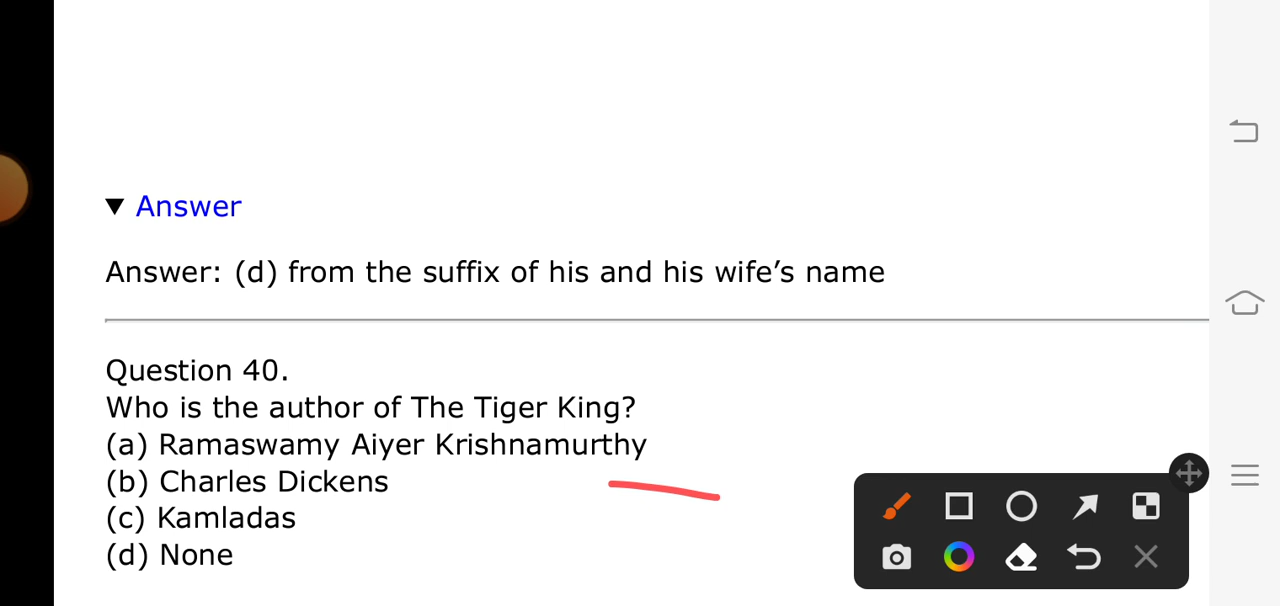 ▼ Answer
Answer: (d) from the suffix of his and his wife’s name
Question 40.
Who is the author of The Tiger King?
(a) Ramaswamy Aiyer Krishnamurthy
(b) Charles Dickens
(c) Kamladas
(d) None